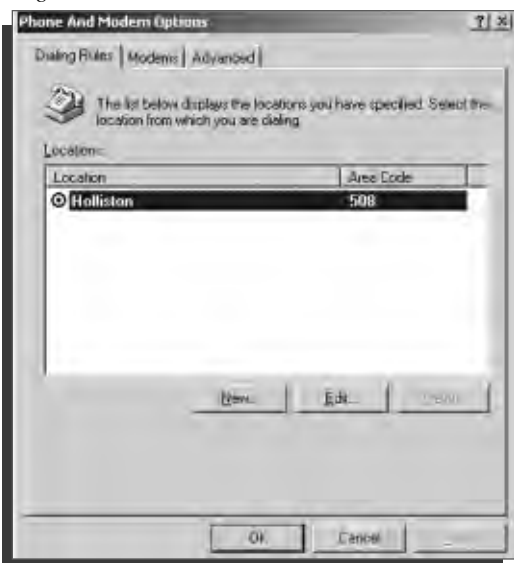 Phone And Modem Options
Dialing Rules Modems Advanced
The list below displays the locations you have specified. Select the
location from which you are dialing.
Locations:
Location Area Code
Holliston 508
New... Edit...
OK Cancel